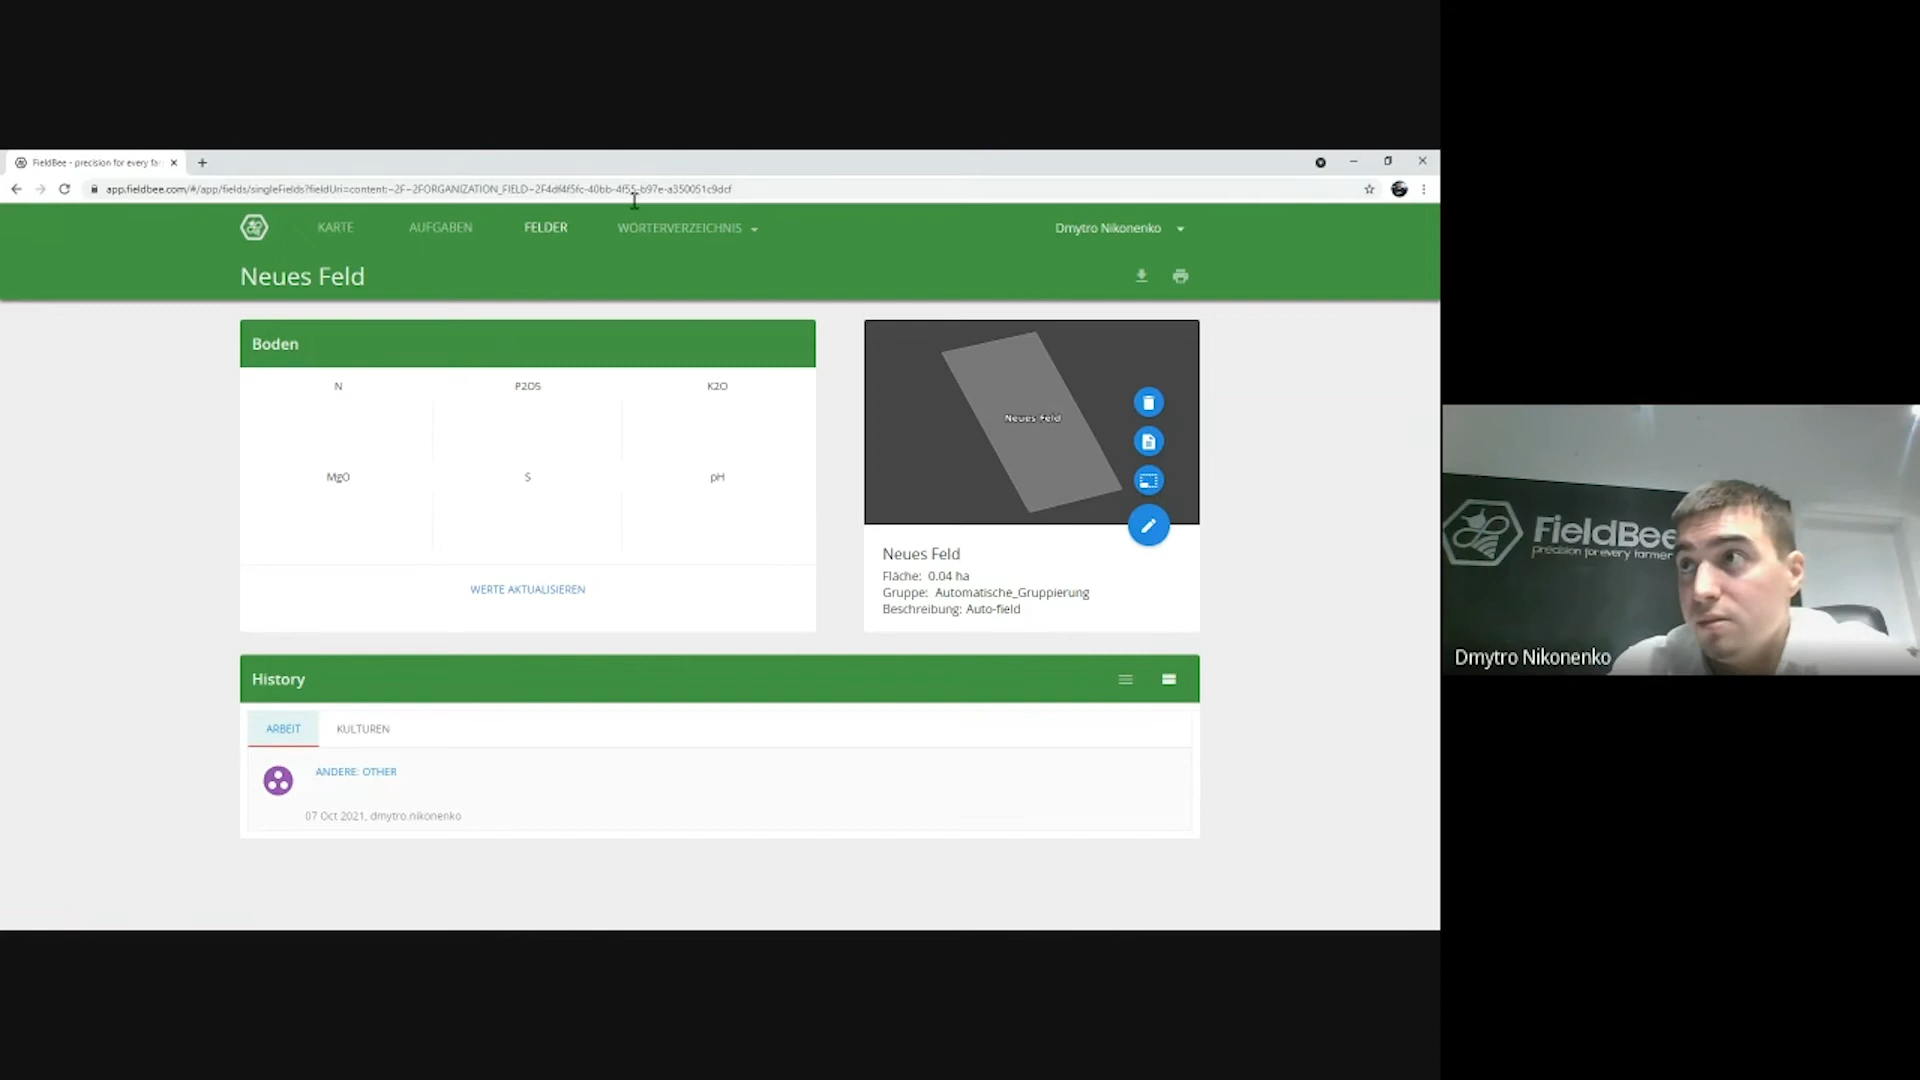 FieldBee - precision for every fa
app.fieldbee.com/#/app/fields/singleFields?fieldUri=content:~2F~2FORGANIZATION_FIELD~2F4df4f5fc-40bb-4f55-b97e-a350051c9dcf
KARTE
AUFGABEN
FELDER
WÖRTERVERZEICHNIS
Dmytro Nikonenko
Neues Feld
Boden
N
P2O5
K2O
MgO
S
pH
WERTE AKTUALISIEREN
Neues Feld
Neues Feld
Fläche: 0.04 ha
Gruppe: Automatische_Gruppierung
Beschreibung: Auto-field
History
ARBEIT
KULTUREN
ANDERE: OTHER
07 Oct 2021, dmytro.nikonenko
FieldBee
precision for every farmer
Dmytro Nikonenko